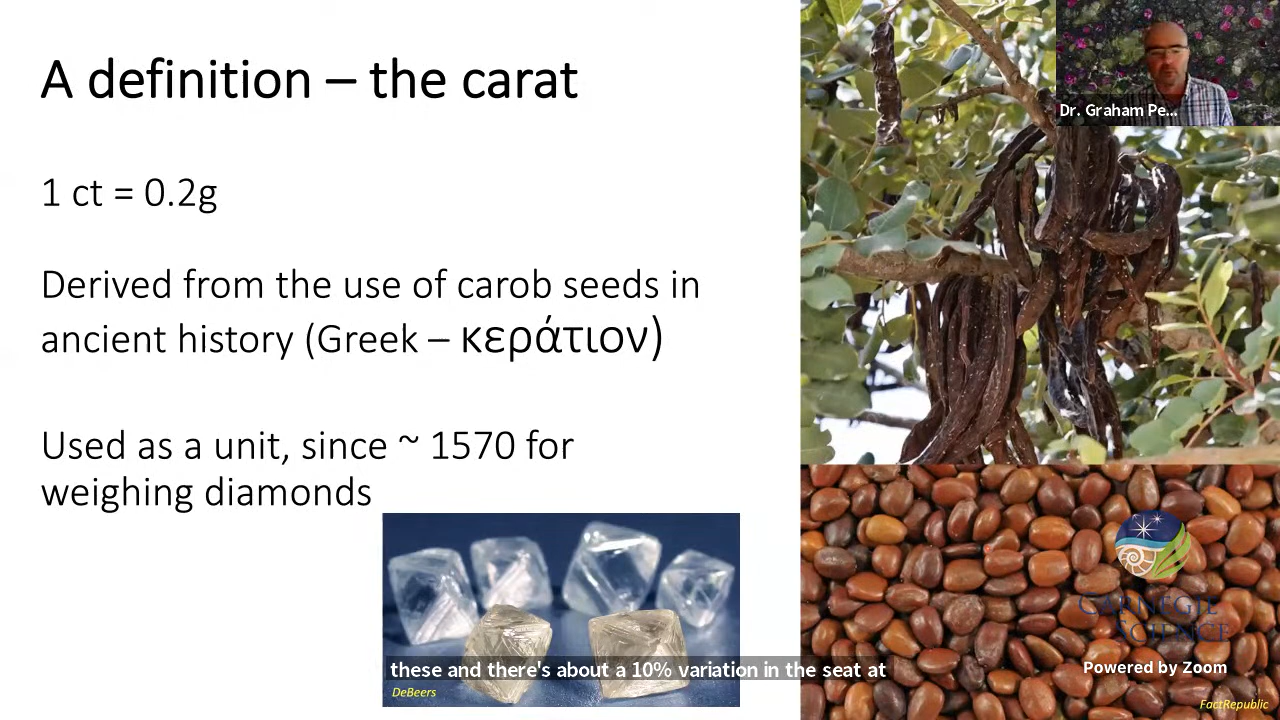 A definition – the carat
Dr. Graham Pe...
1 ct = 0.2g
Derived from the use of carob seeds in
ancient history (Greek – κεράτιον)
Used as a unit, since ~ 1570 for
weighing diamonds
CARNEGIE
SCIENCE
these and there's about a 10% variation in the seat at
Powered by Zoom
DeBeers
FactRepublic